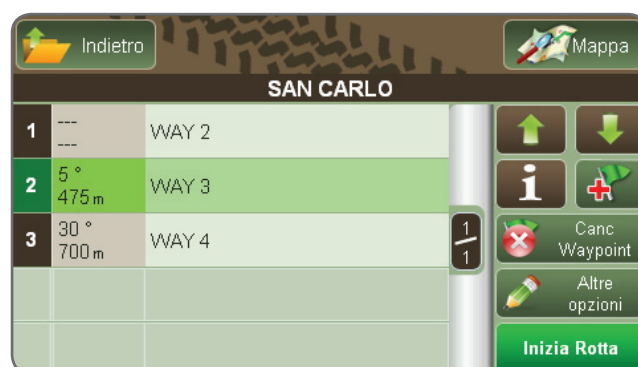 Indietro
Mappa
SAN CARLO
1 --- --- WAY 2
2 5 ° 475 m WAY 3
3 30 ° 700 m WAY 4
1/1
Canc
Waypoint
Altre
opzioni
Inizia Rotta